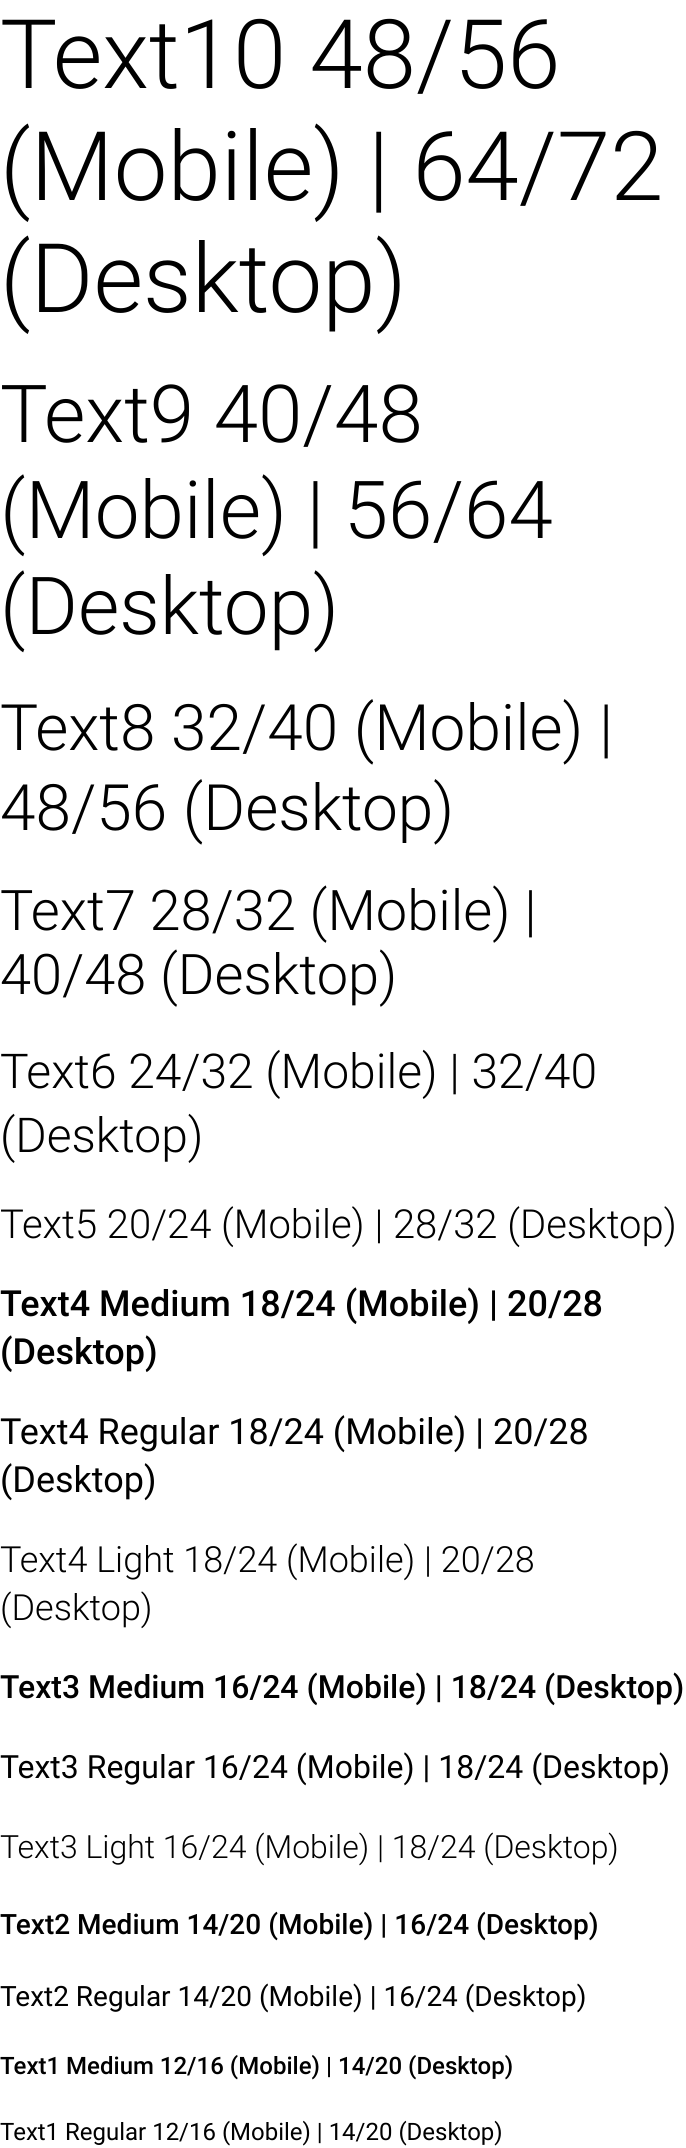 Text10 48/56
(Mobile) | 64/72
(Desktop)
Text9 40/48
(Mobile) | 56/64
(Desktop)
Text8 32/40 (Mobile) |
48/56 (Desktop)
Text7 28/32 (Mobile) |
40/48 (Desktop)
Text6 24/32 (Mobile) | 32/40
(Desktop)
Text5 20/24 (Mobile) | 28/32 (Desktop)
Text4 Medium 18/24 (Mobile) | 20/28
(Desktop)
Text4 Regular 18/24 (Mobile) | 20/28
(Desktop)
Text4 Light 18/24 (Mobile) | 20/28
(Desktop)
Text3 Medium 16/24 (Mobile) | 18/24 (Desktop)
Text3 Regular 16/24 (Mobile) | 18/24 (Desktop)
Text3 Light 16/24 (Mobile) | 18/24 (Desktop)
Text2 Medium 14/20 (Mobile) | 16/24 (Desktop)
Text2 Regular 14/20 (Mobile) | 16/24 (Desktop)
Text1 Medium 12/16 (Mobile) | 14/20 (Desktop)
Text1 Regular 12/16 (Mobile) | 14/20 (Desktop)